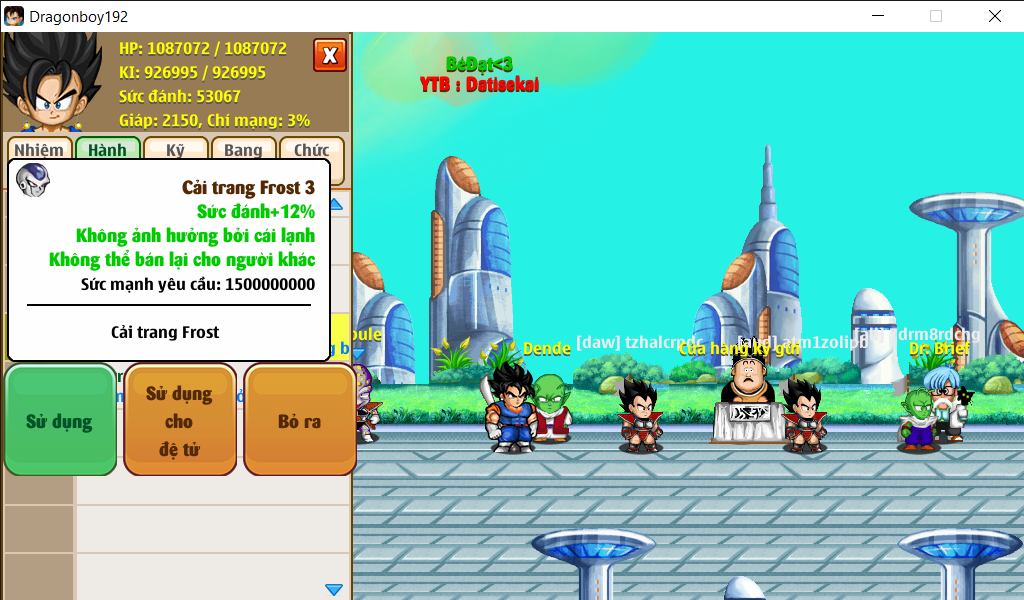 Dragonboy192
HP: 1087072 / 1087072
KI: 926995 / 926995
Sức đánh: 53067
Giáp: 2150, Chí mạng: 3%
X
Nhiệm
Hành
Kỹ
Bang
Chức
Cải trang Frost 3
Sức đánh+12%
Không ảnh hưởng bởi cái lạnh
Không thể bán lại cho người khác
Sức mạnh yêu cầu: 1500000000
Cải trang Frost
Sử dụng
Sử dụng
cho
đệ tử
Bỏ ra
BéĐạt<3
YTB : Datisekai
Dende
[daw] tzhalcrndc
Cửa hàng ký gửi
Dr. Brief